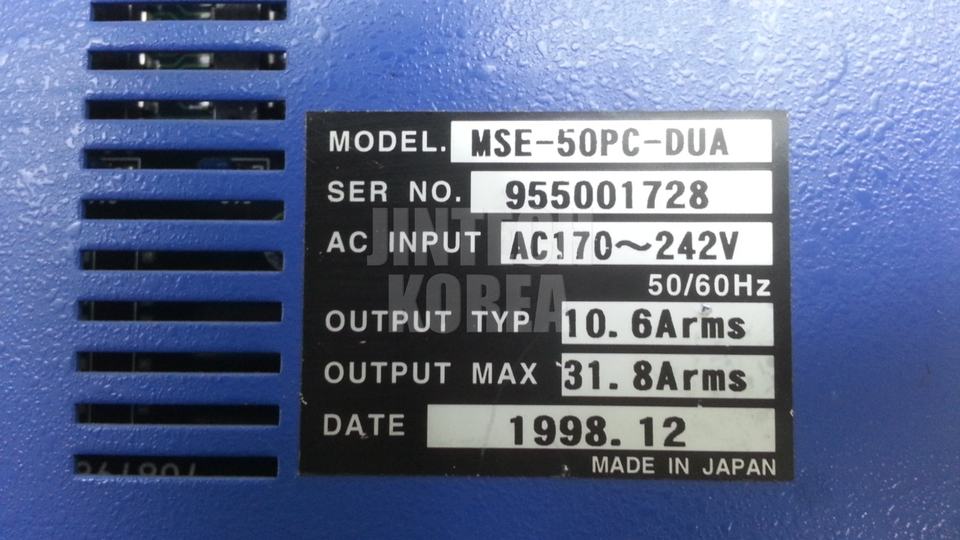 MODEL. MSE-50PC-DUA
SER NO. 955001728
AC INPUT AC170~242V
50/60Hz
OUTPUT TYP 10.6Arms
OUTPUT MAX 31.8Arms
DATE 1998.12
MADE IN JAPAN
JINTECH
KOREA